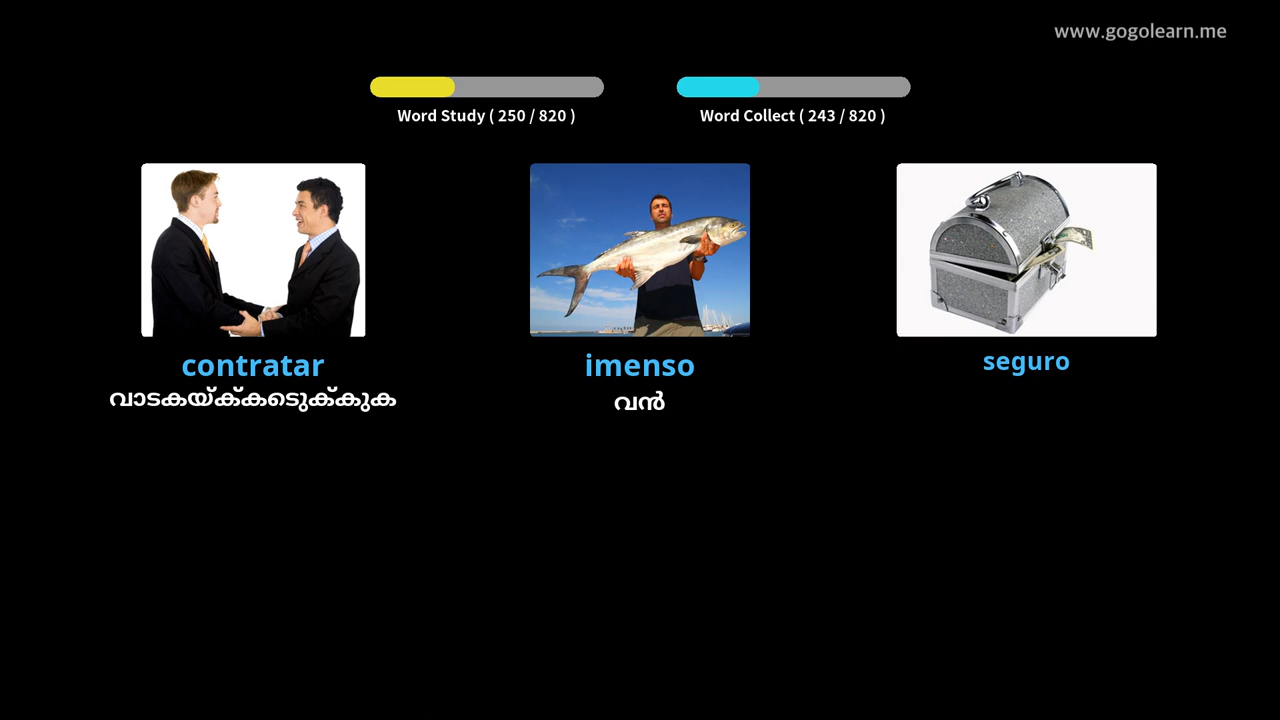 www.gogolearn.me
Word Study ( 250 / 820 )
Word Collect ( 243 / 820 )
contratar
വാടകയ്ക്കടെുക്കുക
imenso
വൻ
seguro